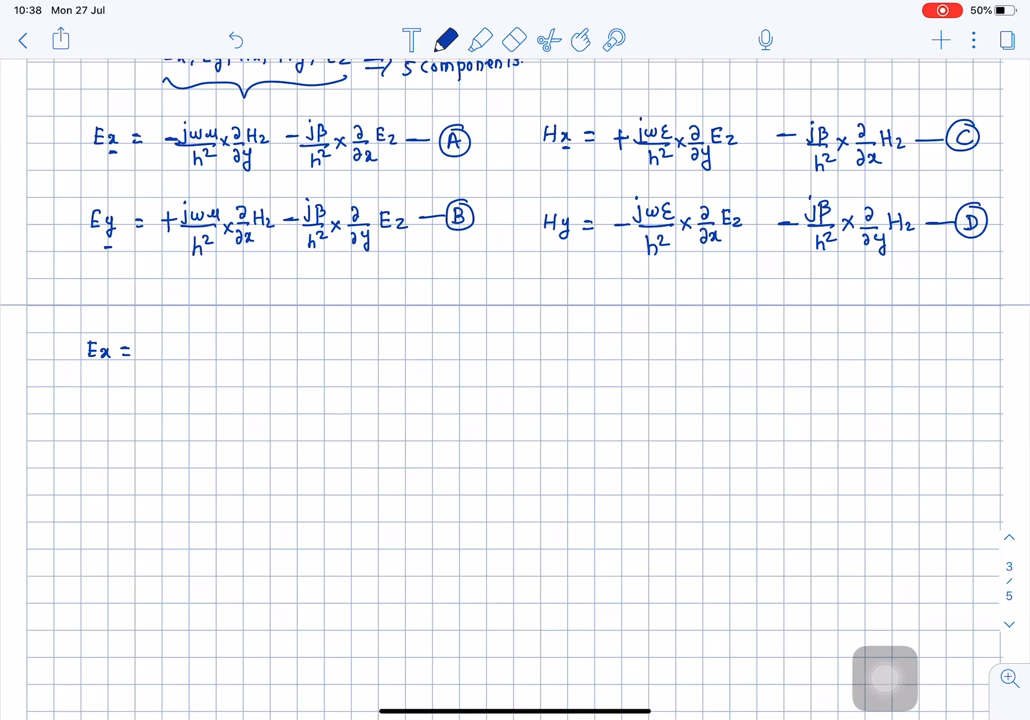 10:38 Mon 27 Jul
50%
T
5 components.
Ex = -jωμ/h² × ∂/∂y Hz - jβ/h² × ∂/∂x Ez — Ⓐ
Hx = +jωε/h² × ∂/∂y Ez - jβ/h² × ∂/∂x Hz — Ⓒ
Ey = +jωμ/h² × ∂/∂x Hz - jβ/h² × ∂/∂y Ez — Ⓑ
Hy = -jωε/h² × ∂/∂x Ez - jβ/h² × ∂/∂y Hz — Ⓓ
Ex =
3
/
5